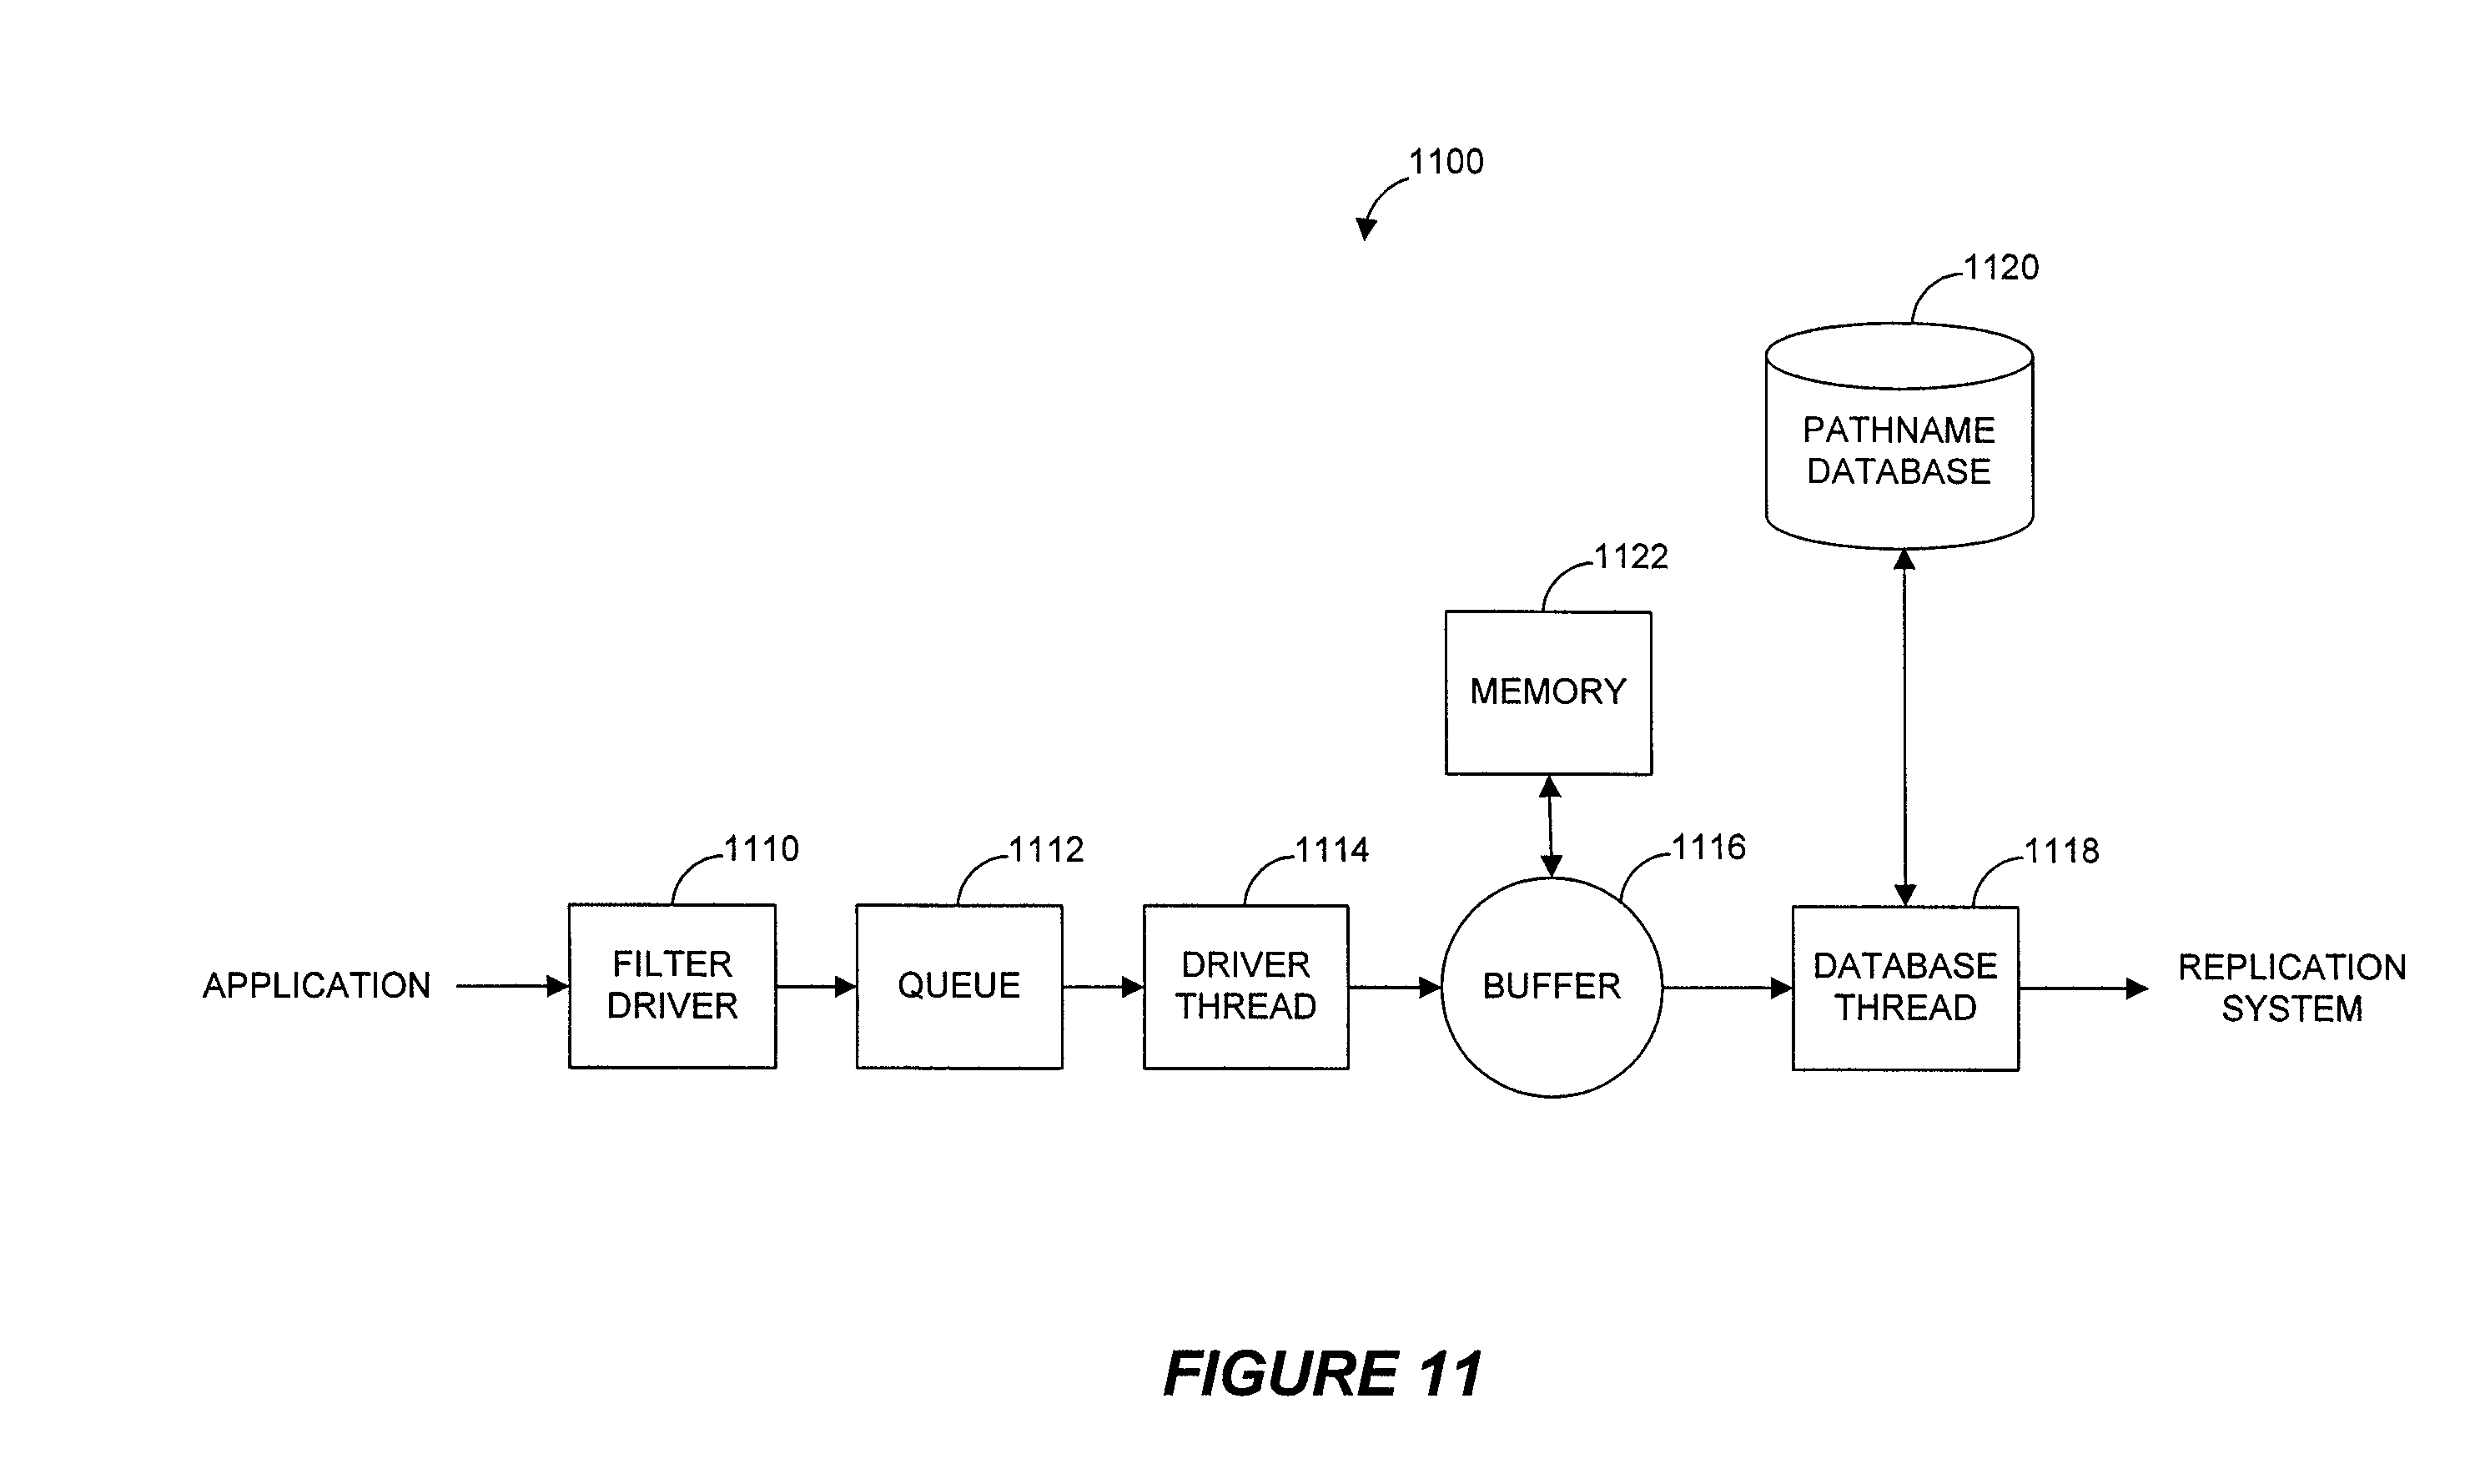 1100
1120
PATHNAME
DATABASE
1122
MEMORY
1110
1112
1114
1116
1118
APPLICATION
FILTER
DRIVER
QUEUE
DRIVER
THREAD
BUFFER
DATABASE
THREAD
REPLICATION
SYSTEM
FIGURE 11